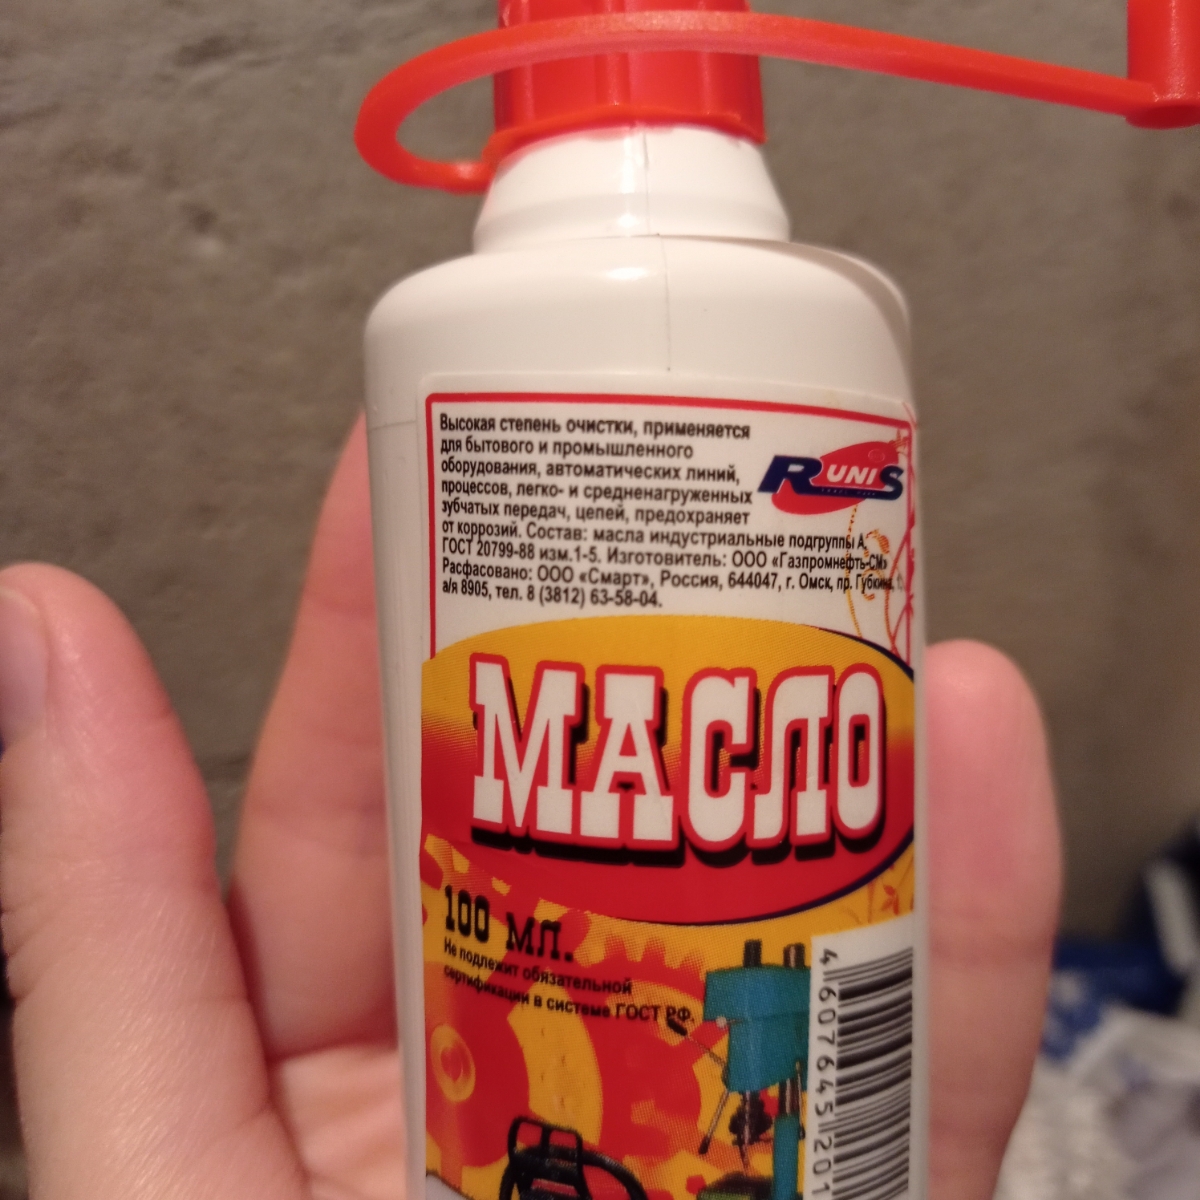 Высокая степень очистки, применяется
для бытового и промышленного
оборудования, автоматических линий,
процессов, легко- и средненагруженных
зубчатых передач, цепей, предохраняет
от коррозий. Состав: масла индустриальные подгруппы А,
ГОСТ 20799-88 изм.1-5. Изготовитель: ООО «Газпромнефть-СМ»
Расфасовано: ООО «Смарт», Россия, 644047, г. Омск, пр. Губкина,
а/я 8905, тел. 8 (3812) 63-58-04.
RUNIS
МАСЛО
100 мл.
Не подлежит обязательной
сертификации в системе ГОСТ РФ.
4 607645 201